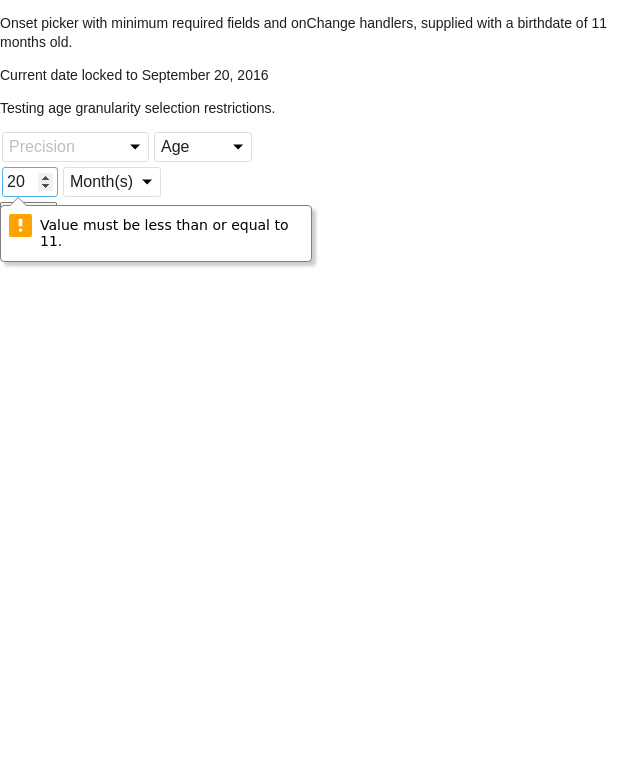 Onset picker with minimum required fields and onChange handlers, supplied with a birthdate of 11
months old.
Current date locked to September 20, 2016
Testing age granularity selection restrictions.
Precision Age
20 Month(s)
Value must be less than or equal to
11.